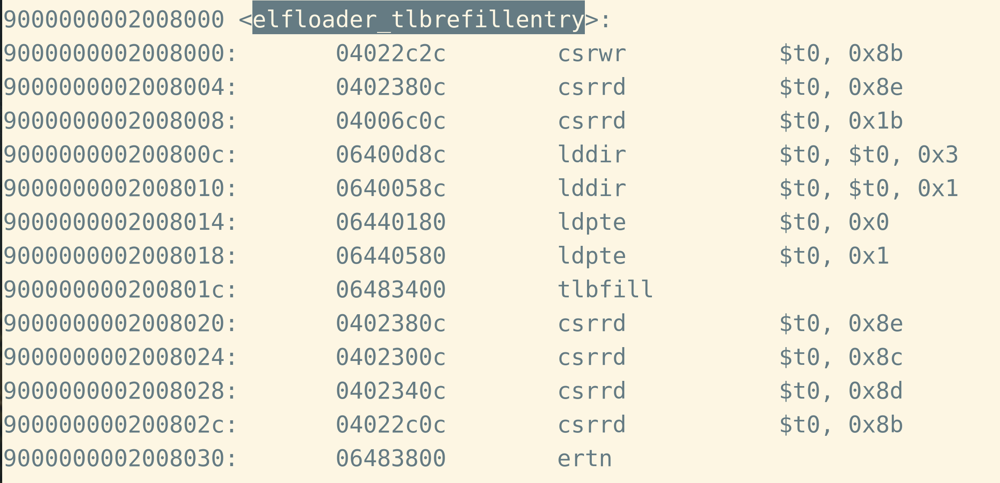 9000000002008000 <elfloader_tlbrefillentry>:
9000000002008000: 04022c2c csrwr $t0, 0x8b
9000000002008004: 0402380c csrrd $t0, 0x8e
9000000002008008: 04006c0c csrrd $t0, 0x1b
900000000200800c: 06400d8c lddir $t0, $t0, 0x3
9000000002008010: 0640058c lddir $t0, $t0, 0x1
9000000002008014: 06440180 ldpte $t0, 0x0
9000000002008018: 06440580 ldpte $t0, 0x1
900000000200801c: 06483400 tlbfill
9000000002008020: 0402380c csrrd $t0, 0x8e
9000000002008024: 0402300c csrrd $t0, 0x8c
9000000002008028: 0402340c csrrd $t0, 0x8d
900000000200802c: 04022c0c csrrd $t0, 0x8b
9000000002008030: 06483800 ertn